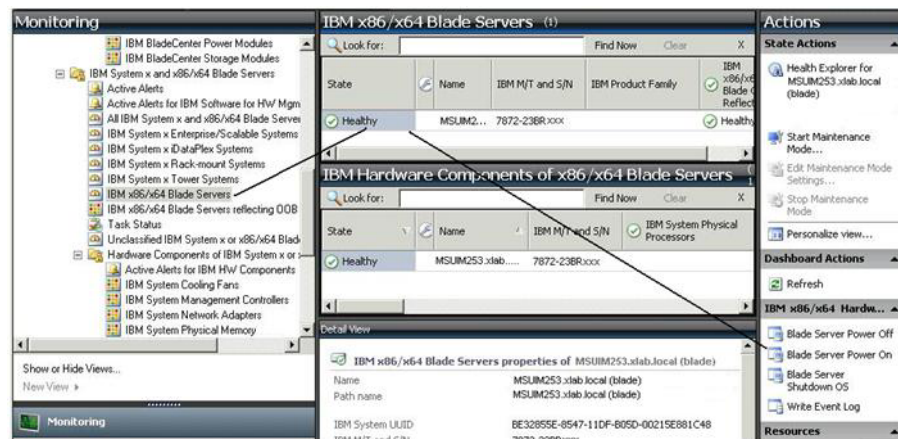 Monitoring
IBM BladeCenter Power Modules
IBM BladeCenter Storage Modules
IBM System x and x86/x64 Blade Servers
Active Alerts
Active Alerts for IBM Software for HW Mgm
All IBM System x and x86/x64 Blade Server
IBM System x Enterprise/Scalable Systems
IBM System x iDataPlex Systems
IBM System x Rack-mount Systems
IBM System x Tower Systems
IBM x86/x64 Blade Servers
IBM x86/x64 Blade Servers reflecting OOB
Task Status
Unclassified IBM System x or x86/x64 Blad
Hardware Components of IBM System x or
Active Alerts for IBM HW Components
IBM System Cooling Fans
IBM System Management Controllers
IBM System Network Adapters
IBM System Physical Memory
Show or Hide Views...
New View
Monitoring
IBM x86/x64 Blade Servers (1)
Look for: Find Now Clear X
State Name IBM M/T and S/N IBM Product Family IBM x86/x6 Blade Reflect
Healthy MSUIM2... 7872-23BRxxx Healthy
IBM Hardware Components of x86/x64 Blade Servers
Look for: Find Now Clear X
State Name IBM M/T and S/N IBM System Physical Processors
Healthy MSUIM253.xlab..... 7872-23BRxxx
Detail View
IBM x86/x64 Blade Servers properties of MSUIM253.xlab.local (blade)
Name MSUIM253.xlab.local (blade)
Path name MSUIM253.xlab.local (blade)
IBM System UUID BE32855E-8547-11DF-B05D-00215E881C48
Actions
State Actions
Health Explorer for
MSUIM253.xlab.local
(blade)
Start Maintenance
Mode...
Edit Maintenance Mode
Settings...
Stop Maintenance
Mode
Personalize view...
Dashboard Actions
Refresh
IBM x86/x64 Hardw...
Blade Server Power Off
Blade Server Power On
Blade Server
Shutdown OS
Write Event Log
Resources